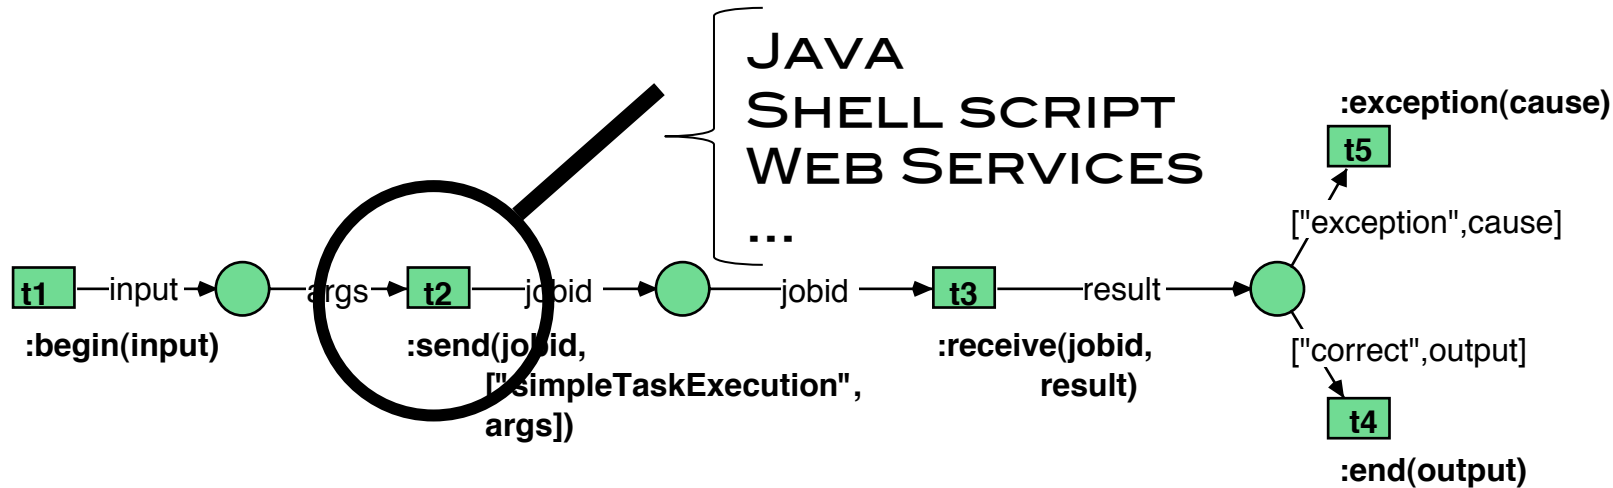 JAVA
SHELL SCRIPT
WEB SERVICES
...
:exception(cause)
t5
["exception",cause]
t1
input
args
t2
jobid
jobid
t3
result
:begin(input)
:send(jobid,
["simpleTaskExecution",
args])
:receive(jobid,
result)
["correct",output]
t4
:end(output)